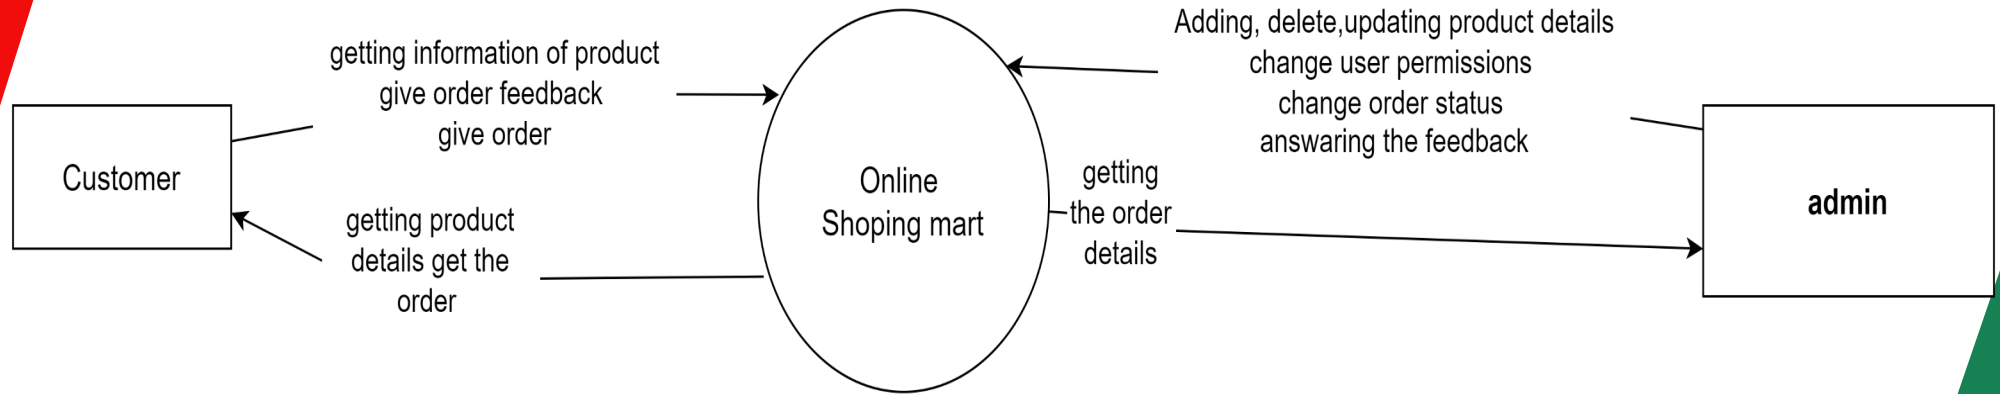 getting information of product
give order feedback
give order
Customer
getting product
details get the
order
Online
Shoping mart
Adding, delete,updating product details
change user permissions
change order status
answaring the feedback
getting
the order
details
admin